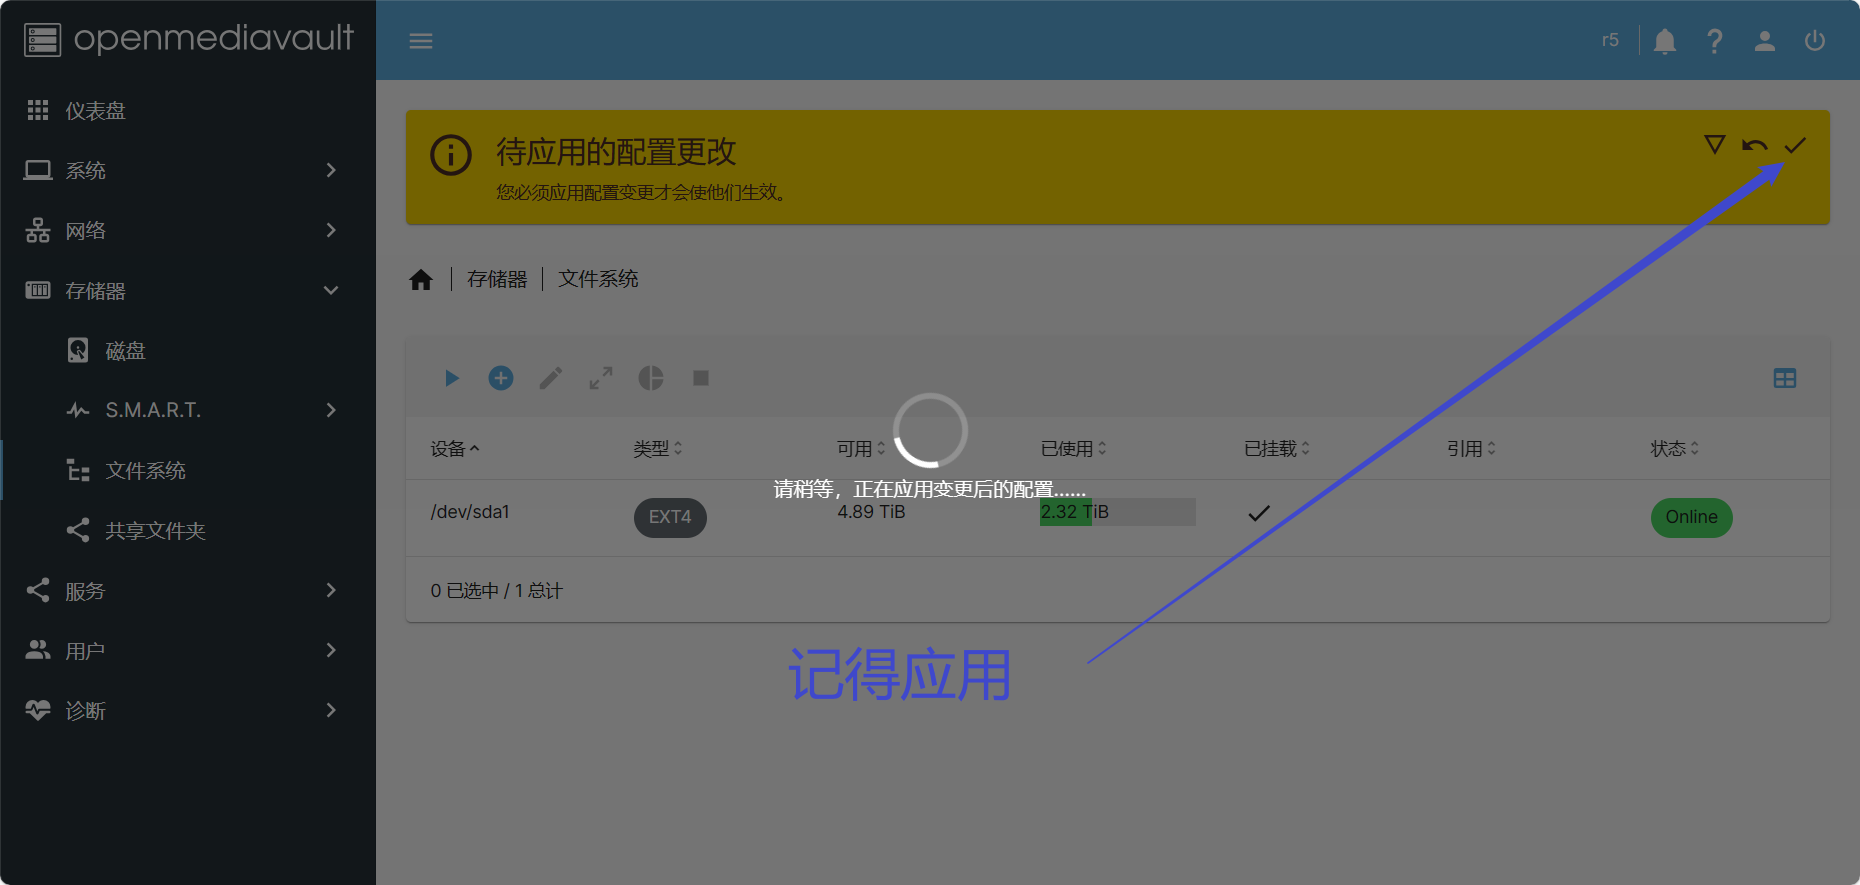 openmediavault
r5
仪表盘
系统
网络
存储器
磁盘
S.M.A.R.T.
文件系统
共享文件夹
服务
用户
诊断
待应用的配置更改
您必须应用配置变更才会使他们生效。
存储器 | 文件系统
设备 类型 可用 已使用 已挂载 引用 状态
请稍等，正在应用变更后的配置......
/dev/sda1 EXT4 4.89 TiB 2.32 TiB Online
0 已选中 / 1 总计
记得应用